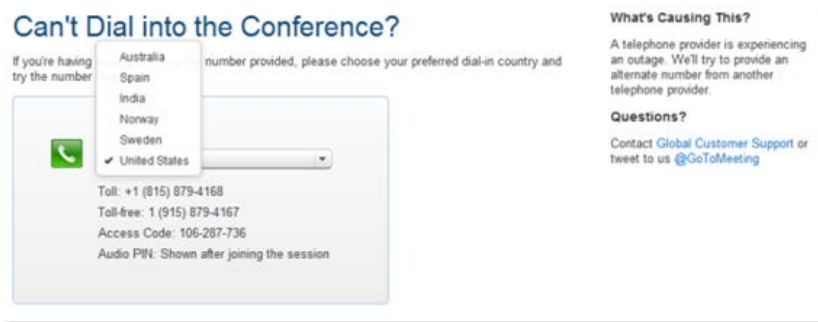 Can't Dial into the Conference?
If you're having number provided, please choose your preferred dial-in country and
try the number
Australia
Spain
India
Norway
Sweden
✔ United States
Toll: +1 (815) 879-4168
Toll-free: 1 (915) 879-4167
Access Code: 106-287-736
Audio PIN: Shown after joining the session
What's Causing This?
A telephone provider is experiencing
an outage. We'll try to provide an
alternate number from another
telephone provider.
Questions?
Contact Global Customer Support or
tweet to us @GoToMeeting